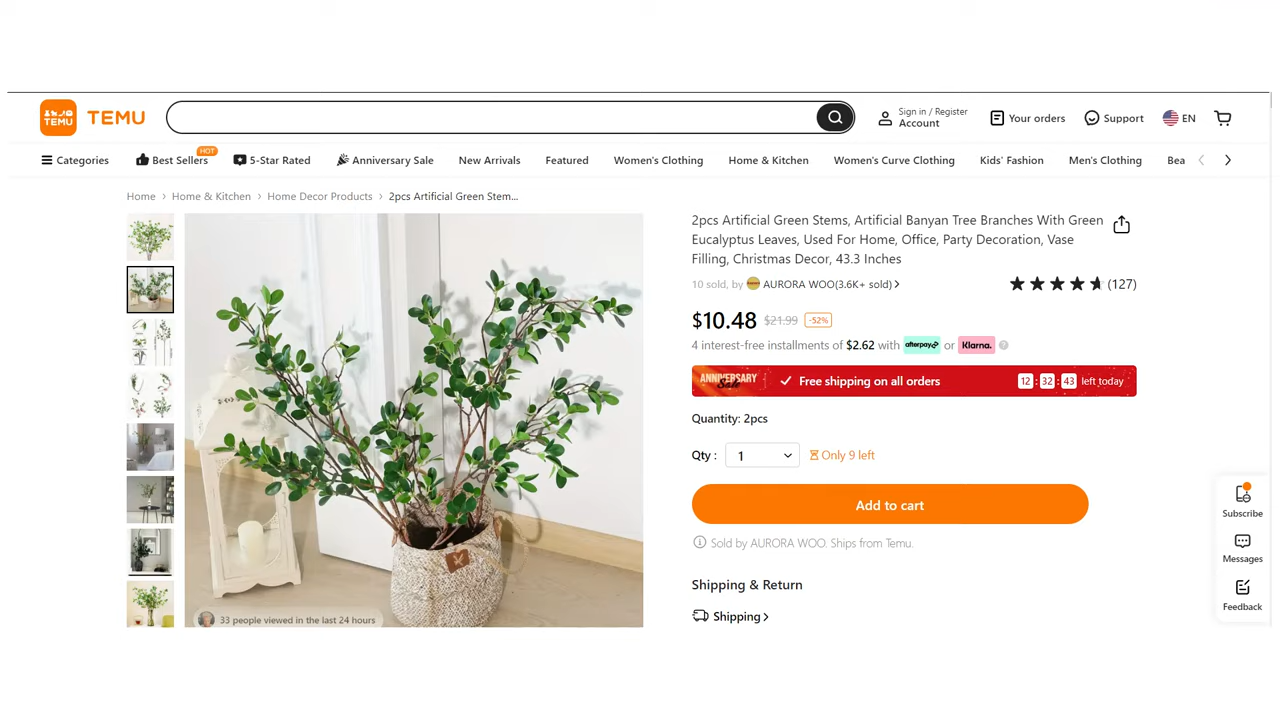 TEMU
TEMU
Sign in / Register
Account
Your orders
Support
EN
Categories
Best Sellers
HOT
5-Star Rated
Anniversary Sale
New Arrivals
Featured
Women's Clothing
Home & Kitchen
Women's Curve Clothing
Kids' Fashion
Men's Clothing
Bea
Home › Home & Kitchen › Home Decor Products › 2pcs Artificial Green Stem...
33 people viewed in the last 24 hours
2pcs Artificial Green Stems, Artificial Banyan Tree Branches With Green
Eucalyptus Leaves, Used For Home, Office, Party Decoration, Vase
Filling, Christmas Decor, 43.3 Inches
10 sold, by AURORA WOO(3.6K+ sold)
(127)
$10.48 $21.99 -52%
4 interest-free installments of $2.62 with afterpay or Klarna.
ANNIVERSARY
Sale
Free shipping on all orders
12 : 32 : 43 left today
Quantity: 2pcs
Qty : 1 Only 9 left
Add to cart
Sold by AURORA WOO. Ships from Temu.
Shipping & Return
Shipping
Subscribe
Messages
Feedback